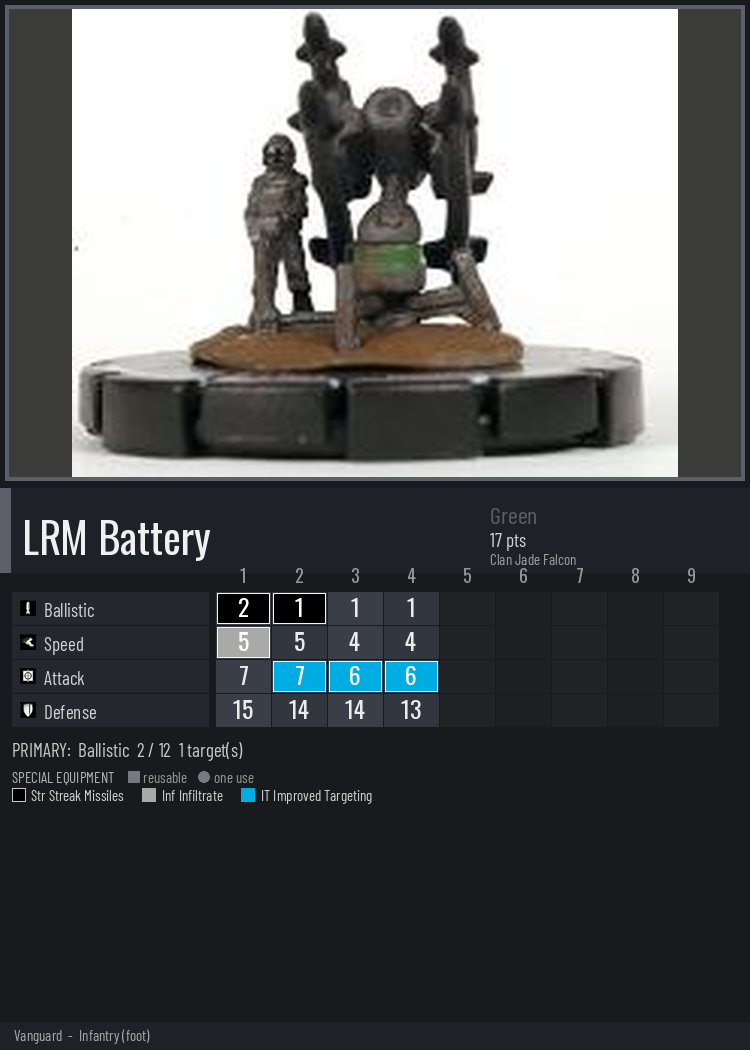 LRM Battery
Green
17 pts
Clan Jade Falcon
1 2 3 4 5 6 7 8 9
Ballistic 2 1 1 1
Speed 5 5 4 4
Attack 7 7 6 6
Defense 15 14 14 13
PRIMARY: Ballistic 2 / 12 1 target(s)
SPECIAL EQUIPMENT reusable one use
Str Streak Missiles Inf Infiltrate IT Improved Targeting
Vanguard - Infantry (foot)